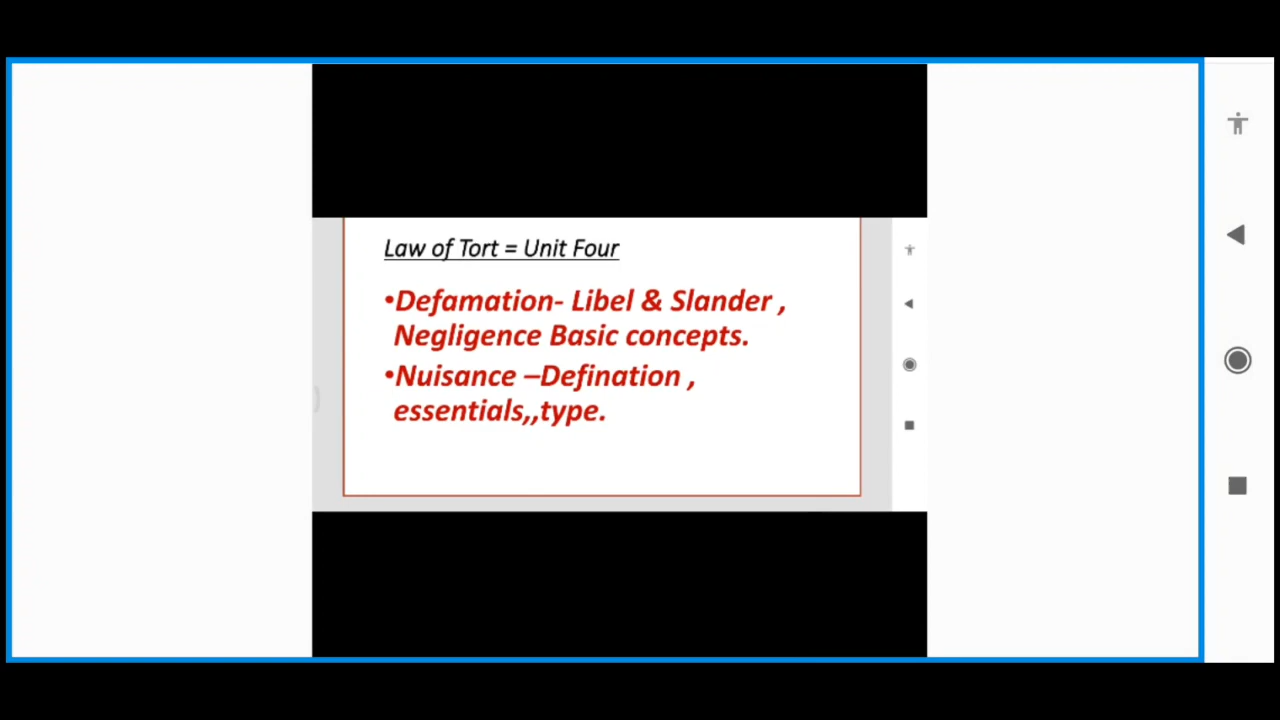 Law of Tort = Unit Four
•Defamation- Libel & Slander ,
Negligence Basic concepts.
•Nuisance –Defination ,
essentials,,type.